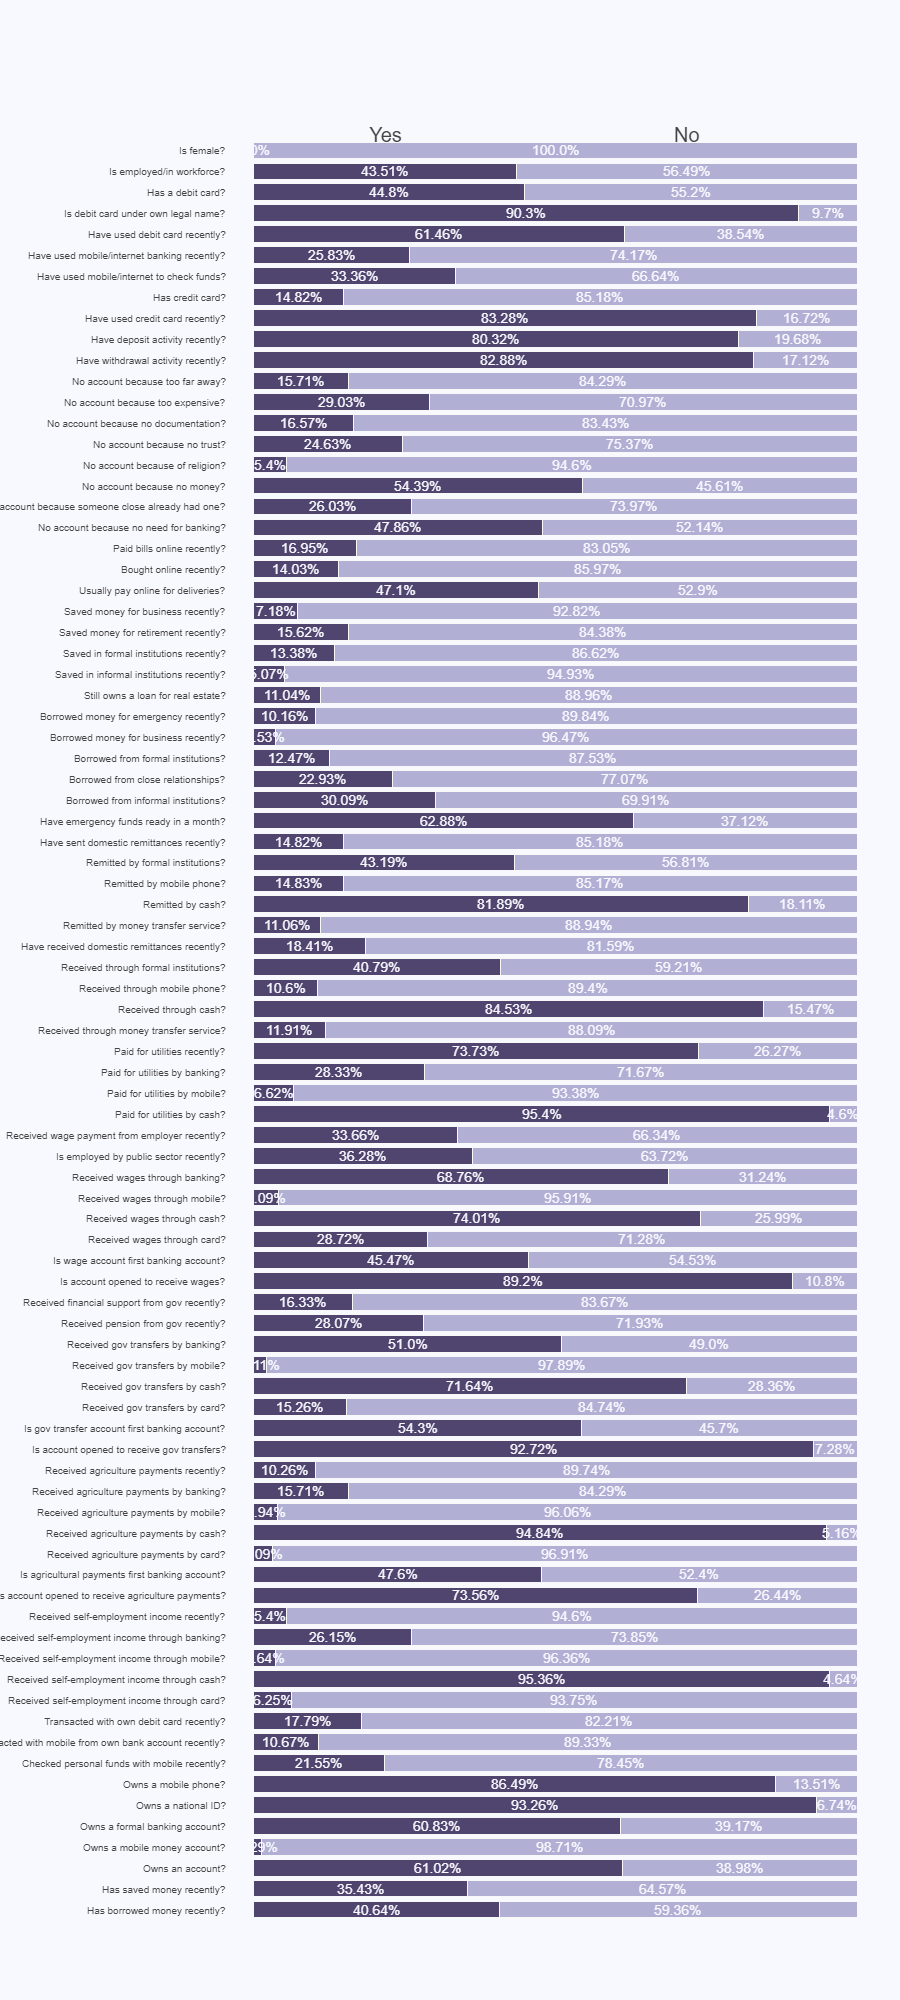 Yes No
Is female? 0% 100.0%
Is employed/in workforce? 43.51% 56.49%
Has a debit card? 44.8% 55.2%
Is debit card under own legal name? 90.3% 9.7%
Have used debit card recently? 61.46% 38.54%
Have used mobile/internet banking recently? 25.83% 74.17%
Have used mobile/internet to check funds? 33.36% 66.64%
Has credit card? 14.82% 85.18%
Have used credit card recently? 83.28% 16.72%
Have deposit activity recently? 80.32% 19.68%
Have withdrawal activity recently? 82.88% 17.12%
No account because too far away? 15.71% 84.29%
No account because too expensive? 29.03% 70.97%
No account because no documentation? 16.57% 83.43%
No account because no trust? 24.63% 75.37%
No account because of religion? 5.4% 94.6%
No account because no money? 54.39% 45.61%
account because someone close already had one? 26.03% 73.97%
No account because no need for banking? 47.86% 52.14%
Paid bills online recently? 16.95% 83.05%
Bought online recently? 14.03% 85.97%
Usually pay online for deliveries? 47.1% 52.9%
Saved money for business recently? 7.18% 92.82%
Saved money for retirement recently? 15.62% 84.38%
Saved in formal institutions recently? 13.38% 86.62%
Saved in informal institutions recently? 5.07% 94.93%
Still owns a loan for real estate? 11.04% 88.96%
Borrowed money for emergency recently? 10.16% 89.84%
Borrowed money for business recently? .53% 96.47%
Borrowed from formal institutions? 12.47% 87.53%
Borrowed from close relationships? 22.93% 77.07%
Borrowed from informal institutions? 30.09% 69.91%
Have emergency funds ready in a month? 62.88% 37.12%
Have sent domestic remittances recently? 14.82% 85.18%
Remitted by formal institutions? 43.19% 56.81%
Remitted by mobile phone? 14.83% 85.17%
Remitted by cash? 81.89% 18.11%
Remitted by money transfer service? 11.06% 88.94%
Have received domestic remittances recently? 18.41% 81.59%
Received through formal institutions? 40.79% 59.21%
Received through mobile phone? 10.6% 89.4%
Received through cash? 84.53% 15.47%
Received through money transfer service? 11.91% 88.09%
Paid for utilities recently? 73.73% 26.27%
Paid for utilities by banking? 28.33% 71.67%
Paid for utilities by mobile? 6.62% 93.38%
Paid for utilities by cash? 95.4% 4.6%
Received wage payment from employer recently? 33.66% 66.34%
Is employed by public sector recently? 36.28% 63.72%
Received wages through banking? 68.76% 31.24%
Received wages through mobile? .09% 95.91%
Received wages through cash? 74.01% 25.99%
Received wages through card? 28.72% 71.28%
Is wage account first banking account? 45.47% 54.53%
Is account opened to receive wages? 89.2% 10.8%
Received financial support from gov recently? 16.33% 83.67%
Received pension from gov recently? 28.07% 71.93%
Received gov transfers by banking? 51.0% 49.0%
Received gov transfers by mobile? 11% 97.89%
Received gov transfers by cash? 71.64% 28.36%
Received gov transfers by card? 15.26% 84.74%
Is gov transfer account first banking account? 54.3% 45.7%
Is account opened to receive gov transfers? 92.72% 7.28%
Received agriculture payments recently? 10.26% 89.74%
Received agriculture payments by banking? 15.71% 84.29%
Received agriculture payments by mobile? .94% 96.06%
Received agriculture payments by cash? 94.84% 5.16%
Received agriculture payments by card? 09% 96.91%
Is agricultural payments first banking account? 47.6% 52.4%
s account opened to receive agriculture payments? 73.56% 26.44%
Received self-employment income recently? 5.4% 94.6%
eceived self-employment income through banking? 26.15% 73.85%
Received self-employment income through mobile? .64% 96.36%
Received self-employment income through cash? 95.36% 4.64%
Received self-employment income through card? 6.25% 93.75%
Transacted with own debit card recently? 17.79% 82.21%
acted with mobile from own bank account recently? 10.67% 89.33%
Checked personal funds with mobile recently? 21.55% 78.45%
Owns a mobile phone? 86.49% 13.51%
Owns a national ID? 93.26% 6.74%
Owns a formal banking account? 60.83% 39.17%
Owns a mobile money account? 29% 98.71%
Owns an account? 61.02% 38.98%
Has saved money recently? 35.43% 64.57%
Has borrowed money recently? 40.64% 59.36%